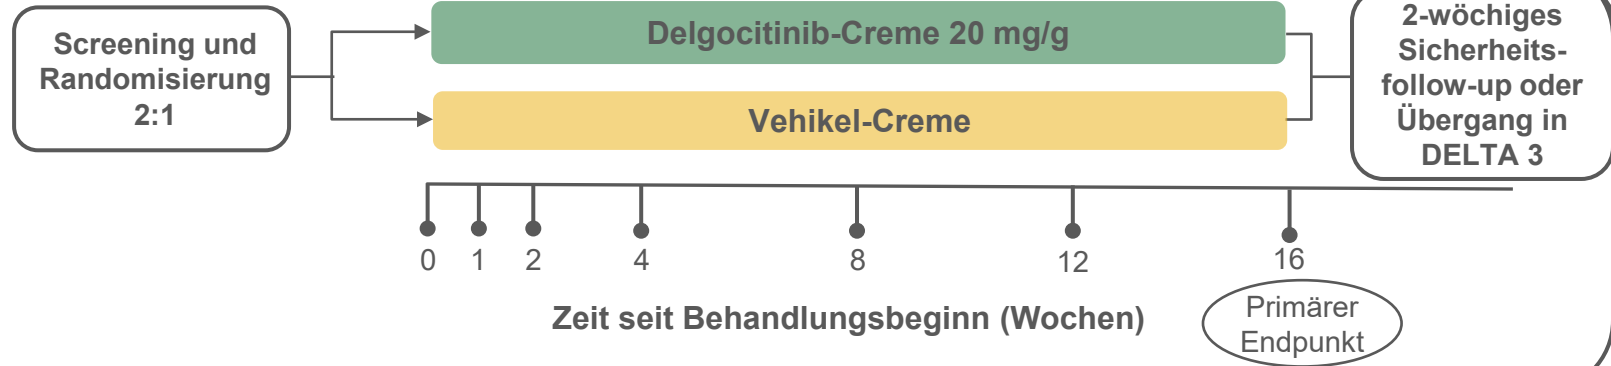 Screening und
Randomisierung
2:1
Delgocitinib-Creme 20 mg/g
Vehikel-Creme
2-wöchiges
Sicherheits-
follow-up oder
Übergang in
DELTA 3
0 1 2 4 8 12 16
Zeit seit Behandlungsbeginn (Wochen)
Primärer
Endpunkt